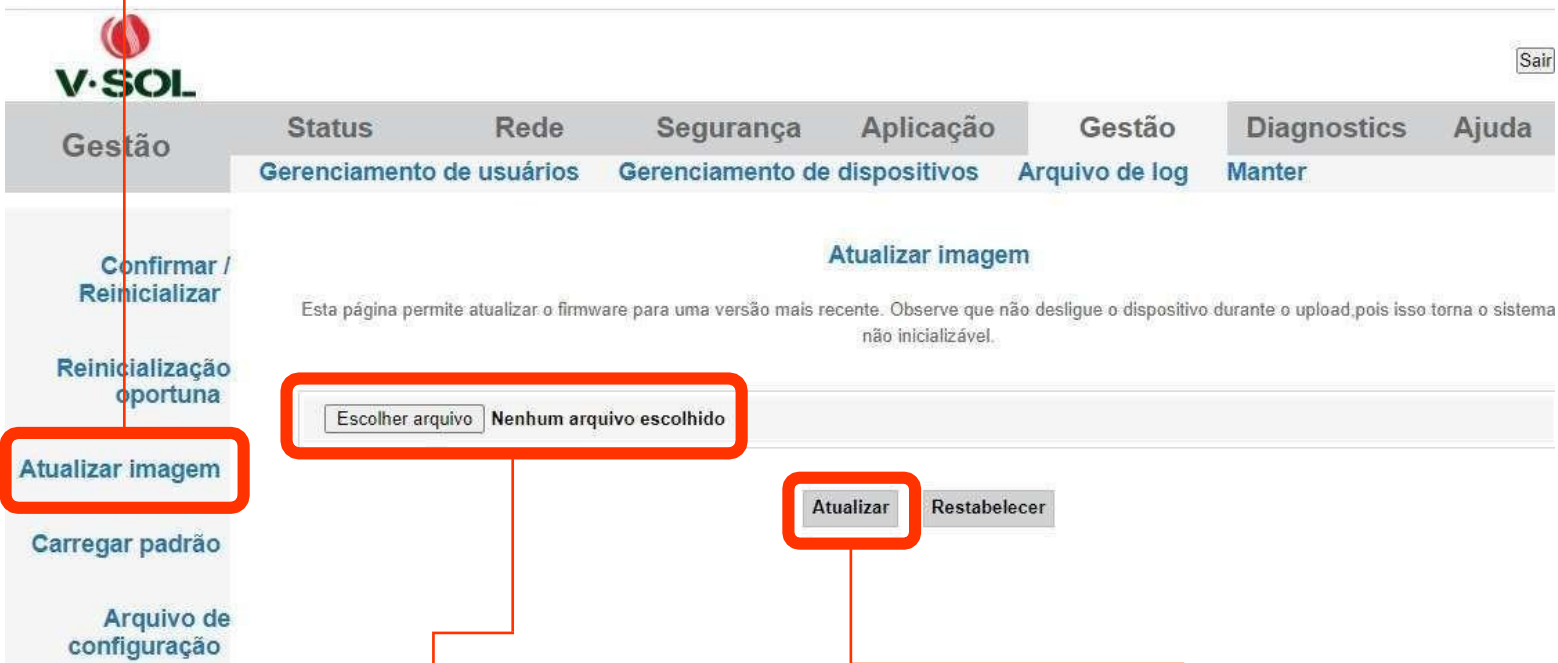 V·SOL
Sair
Gestão
Status Rede Segurança Aplicação Gestão Diagnostics Ajuda
Gerenciamento de usuários Gerenciamento de dispositivos Arquivo de log Manter
Confirmar /
Reinicializar
Reinicialização
oportuna
Atualizar imagem
Carregar padrão
Arquivo de
configuração
Atualizar imagem
Esta página permite atualizar o firmware para uma versão mais recente. Observe que não desligue o dispositivo durante o upload,pois isso torna o sistema
não inicializável.
Escolher arquivo Nenhum arquivo escolhido
Atualizar Restabelecer